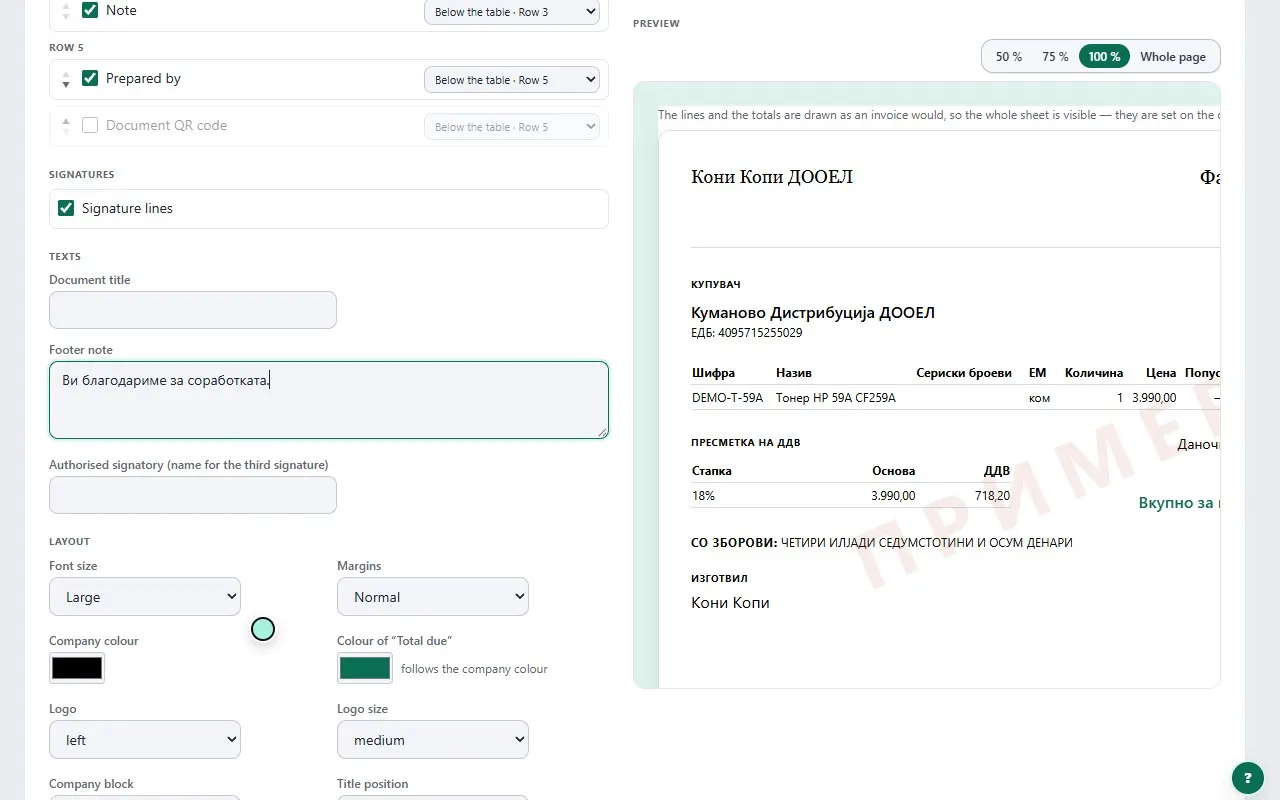 Note
Below the table · Row 3
ROW 5
Prepared by
Below the table · Row 5
Document QR code
Below the table · Row 5
SIGNATURES
Signature lines
TEXTS
Document title
Footer note
Ви благодариме за соработката.
Authorised signatory (name for the third signature)
LAYOUT
Font size
Margins
Large
Normal
Company colour
Colour of “Total due”
follows the company colour
Logo
Logo size
left
medium
Company block
Title position
PREVIEW
50 %
75 %
100 %
Whole page
The lines and the totals are drawn as an invoice would, so the whole sheet is visible — they are set on the
Кони Копи ДООЕЛ
КУПУВАЧ
Куманово Дистрибуција ДООЕЛ
ЕДБ: 4095715255029
Шифра Назив Сериски броеви ЕМ Количина Цена Попус
DEMO-T-59A Тонер HP 59A CF259A ком 1 3.990,00 –
ПРЕСМЕТКА НА ДДВ
Даноч
Стапка Основа ДДВ
18% 3.990,00 718,20
Вкупно за
СО ЗБОРОВИ: ЧЕТИРИ ИЛЈАДИ СЕДУМСТОТИНИ И ОСУМ ДЕНАРИ
ИЗГОТВИЛ
Кони Копи
ПРИМЕР
?